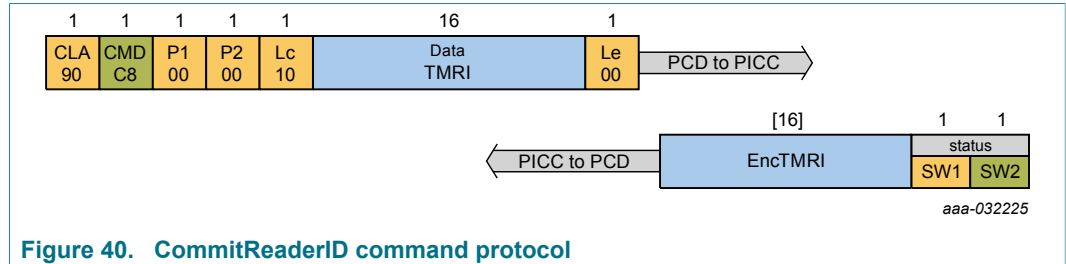 1 1 1 1 1 16 1
CLA CMD P1 P2 Lc Data Le
90 C8 00 00 10 TMRI 00
PCD to PICC
[16] 1 1
PICC to PCD EncTMRI status
SW1 SW2
aaa-032225
Figure 40. CommitReaderID command protocol